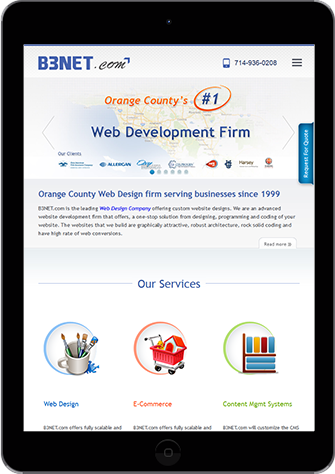 B3NET.com
714-936-0208
Orange County's #1
Web Development Firm
Our Clients
ALLERGAN
Harsey
Request For Quote
Orange County Web Design firm serving businesses since 1999
B3NET.com is the leading Web Design Company offering custom website designs. We are an advanced
website development firm that offers, a one-stop solution from designing, programming and coding of your
website. The websites that we build are graphically attractive, robust architecture, rock solid coding and
have high rate of web conversions.
Read more
Our Services
Web Design
E-Commerce
Content Mgmt Systems
B3NET.com offers fully scalable and
B3NET.com offers fully scalable and
B3NET.com will customize the CMS